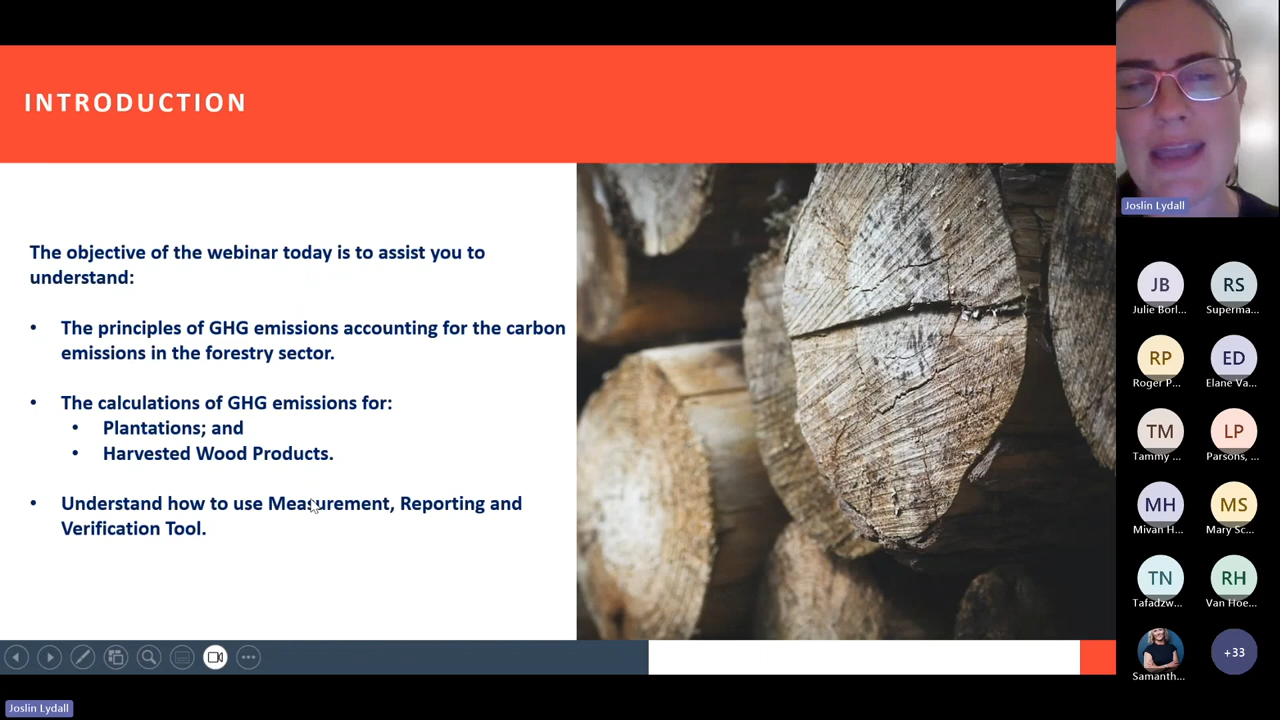 INTRODUCTION
The objective of the webinar today is to assist you to
understand:
• The principles of GHG emissions accounting for the carbon
emissions in the forestry sector.
• The calculations of GHG emissions for:
• Plantations; and
• Harvested Wood Products.
• Understand how to use Measurement, Reporting and
Verification Tool.
Joslin Lydall
JB
Julie Borl...
RS
Superma...
RP
Roger P...
ED
Elane Va...
TM
Tammy ...
LP
Parsons, ...
MH
Mivan H...
MS
Mary Sc...
TN
Tafadzw...
RH
Van Hoe...
Samanth...
+33
Joslin Lydall